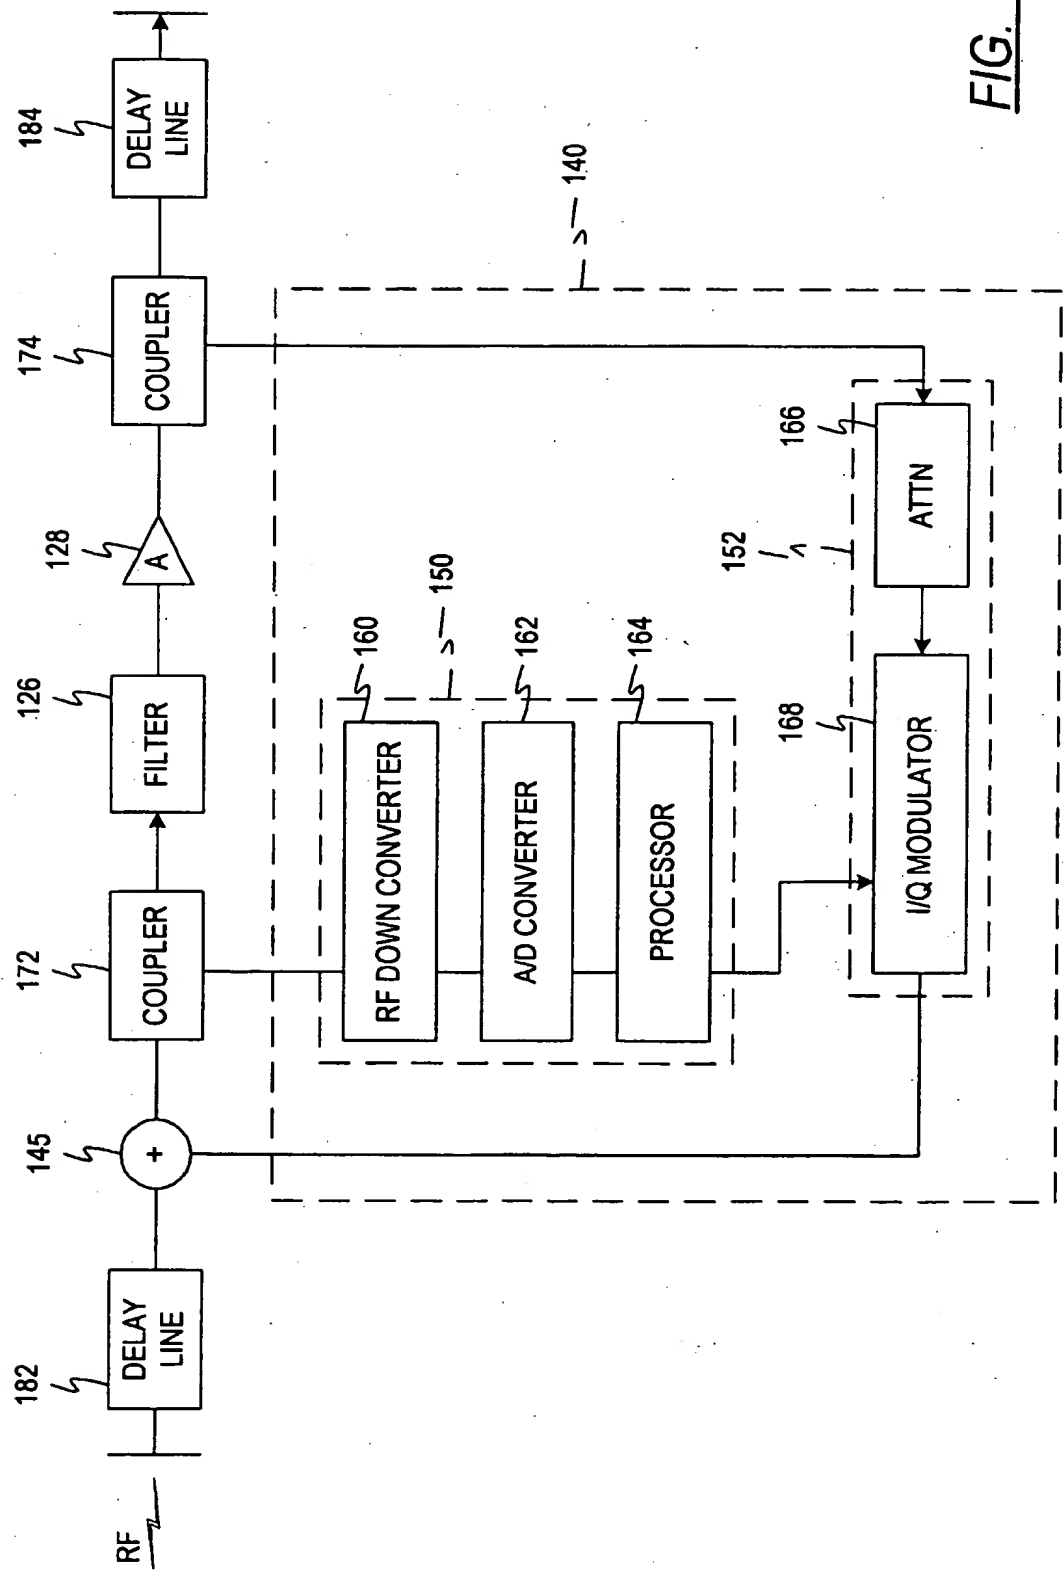 RF
182
DELAY
LINE
145
+
172
COUPLER
126
FILTER
128
A
174
COUPLER
184
DELAY
LINE
150
160
RF DOWN CONVERTER
162
A/D CONVERTER
164
PROCESSOR
140
152
168
I/Q MODULATOR
166
ATTN
FIG.